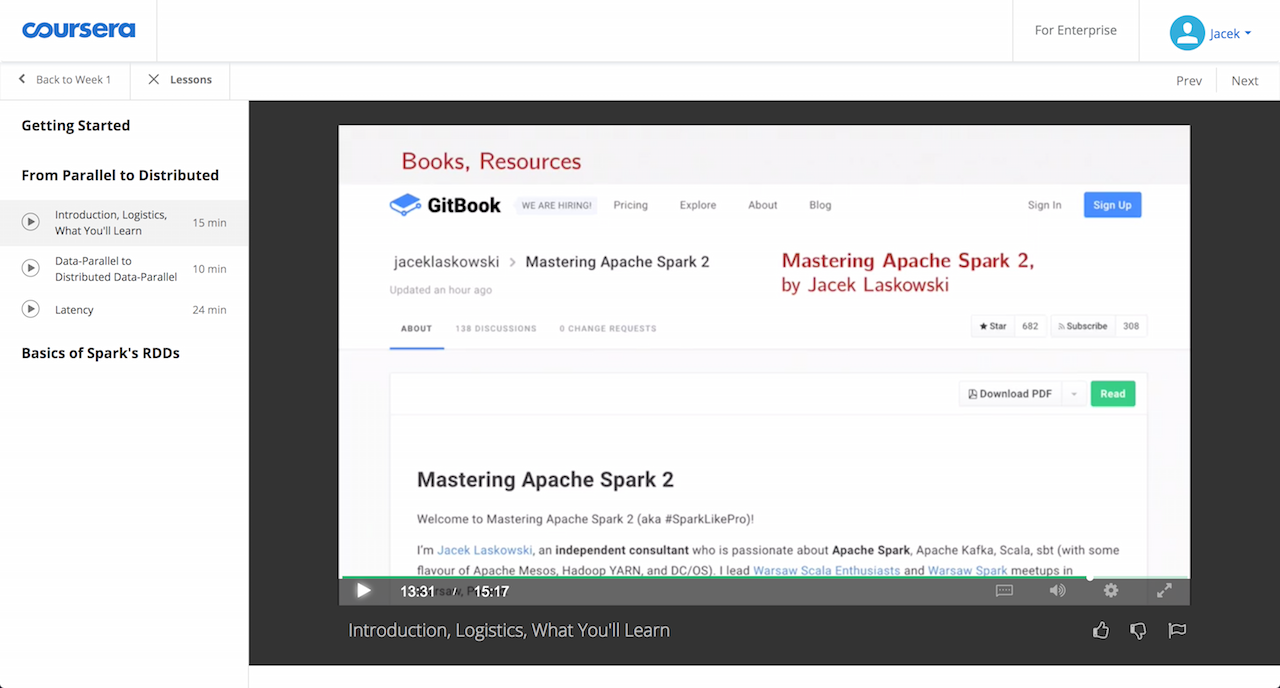 coursera
For Enterprise
Jacek
Back to Week 1
Lessons
Prev
Next
Getting Started
From Parallel to Distributed
Introduction, Logistics,
What You'll Learn
15 min
Data-Parallel to
Distributed Data-Parallel
10 min
Latency
24 min
Basics of Spark's RDDs
Books, Resources
GitBook
WE ARE HIRING!
Pricing
Explore
About
Blog
Sign In
Sign Up
jaceklaskowski > Mastering Apache Spark 2
Updated an hour ago
Mastering Apache Spark 2,
by Jacek Laskowski
ABOUT
138 DISCUSSIONS
0 CHANGE REQUESTS
Star 682
Subscribe 308
Download PDF
Read
Mastering Apache Spark 2
Welcome to Mastering Apache Spark 2 (aka #SparkLikePro)!
I'm Jacek Laskowski, an independent consultant who is passionate about Apache Spark, Apache Kafka, Scala, sbt (with some
flavour of Apache Mesos, Hadoop YARN, and DC/OS). I lead Warsaw Scala Enthusiasts and Warsaw Spark meetups in
13:31 / 15:17
Introduction, Logistics, What You'll Learn